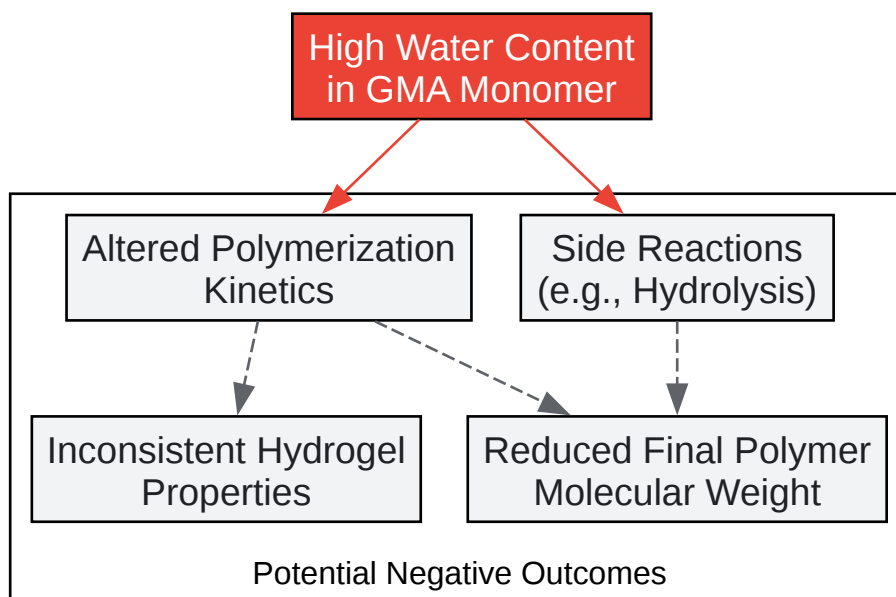 High Water Content
in GMA Monomer
Altered Polymerization
Kinetics
Side Reactions
(e.g., Hydrolysis)
Inconsistent Hydrogel
Properties
Reduced Final Polymer
Molecular Weight
Potential Negative Outcomes